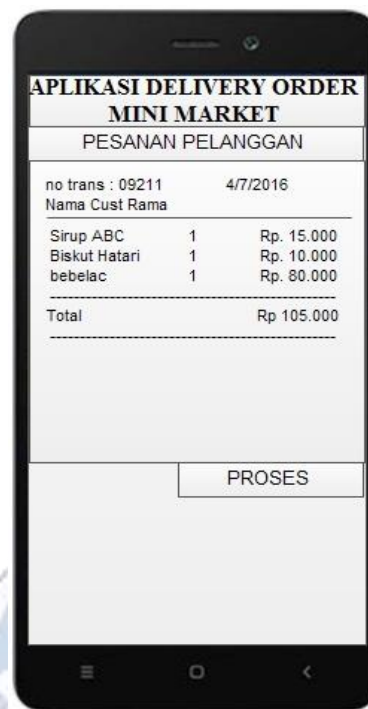 APLIKASI DELIVERY ORDER
MINI MARKET
PESANAN PELANGGAN
no trans : 09211 4/7/2016
Nama Cust Rama
Sirup ABC 1 Rp. 15.000
Biskut Hatari 1 Rp. 10.000
bebelac 1 Rp. 80.000
Total Rp 105.000
PROSES